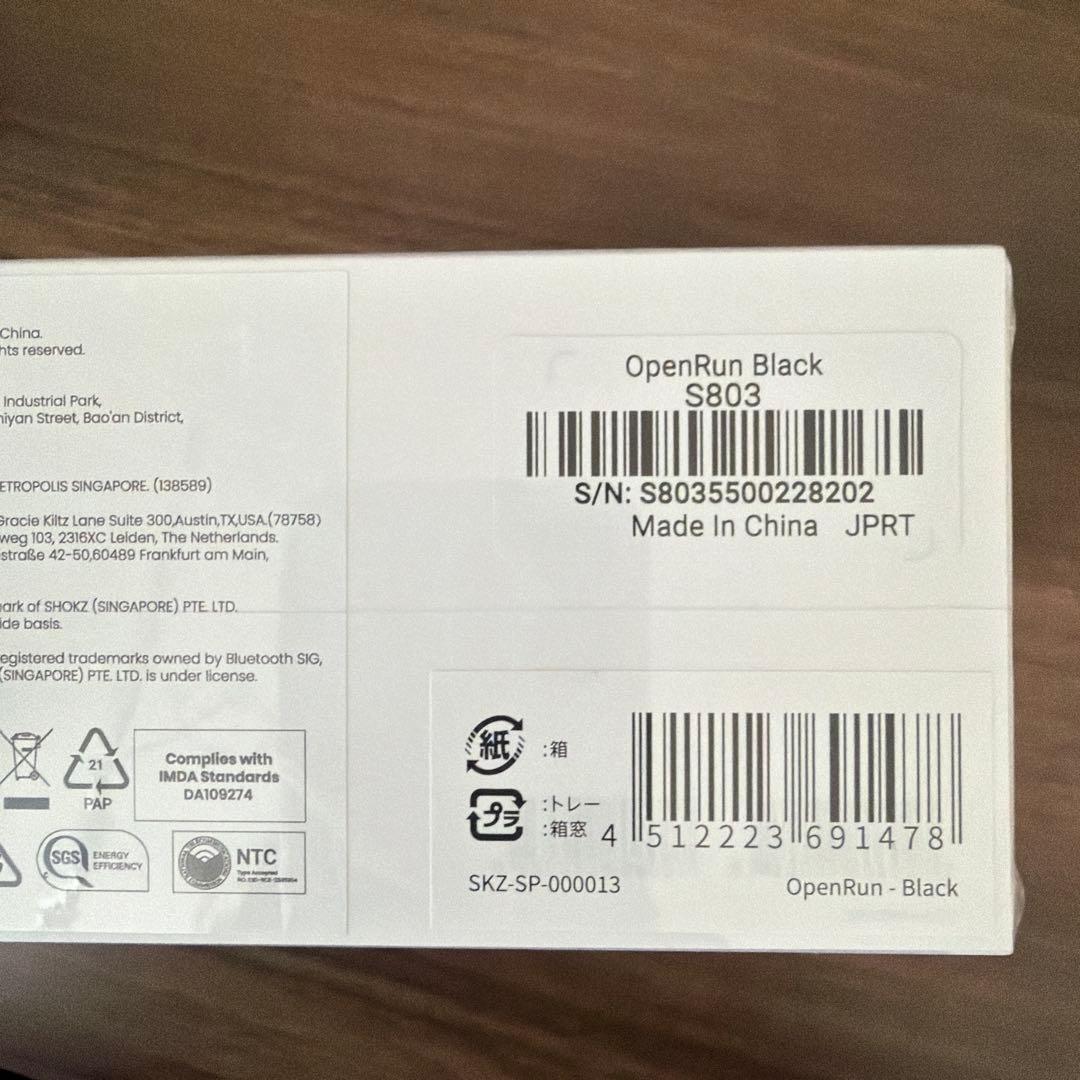 China.
hts reserved.
Industrial Park,
iyan Street, Bao'an District,
ETROPOLIS SINGAPORE. (138589)
Gracie Kiltz Lane Suite 300,Austin,TX,USA.(78758)
weg 103, 2316XC Leiden, The Netherlands.
straße 42-50,60489 Frankfurt am Main,
ark of SHOKZ (SINGAPORE) PTE. LTD.
ide basis.
egistered trademarks owned by Bluetooth SIG,
(SINGAPORE) PTE. LTD. is under license.
21
PAP
Complies with
IMDA Standards
DA109274
SGS
ENERGY
EFFICIENCY
NTC
Type Accepted
OpenRun Black
S803
S/N: S8035500228202
Made In China JPRT
紙 :箱
プラ :トレー
:箱窓
4 512223 691478
SKZ-SP-000013
OpenRun - Black